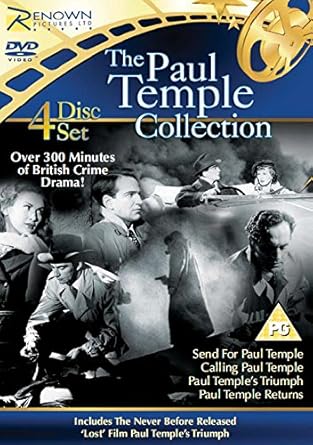 RENOWN
PICTURES LTD
DVD
VIDEO
The Paul
Temple
Collection
4 Disc
Set
Over 300 Minutes
of British Crime
Drama!
PG
Send For Paul Temple
Calling Paul Temple
Paul Temple's Triumph
Paul Temple Returns
Includes The Never Before Released
'Lost' Film Paul Temple's Triumph